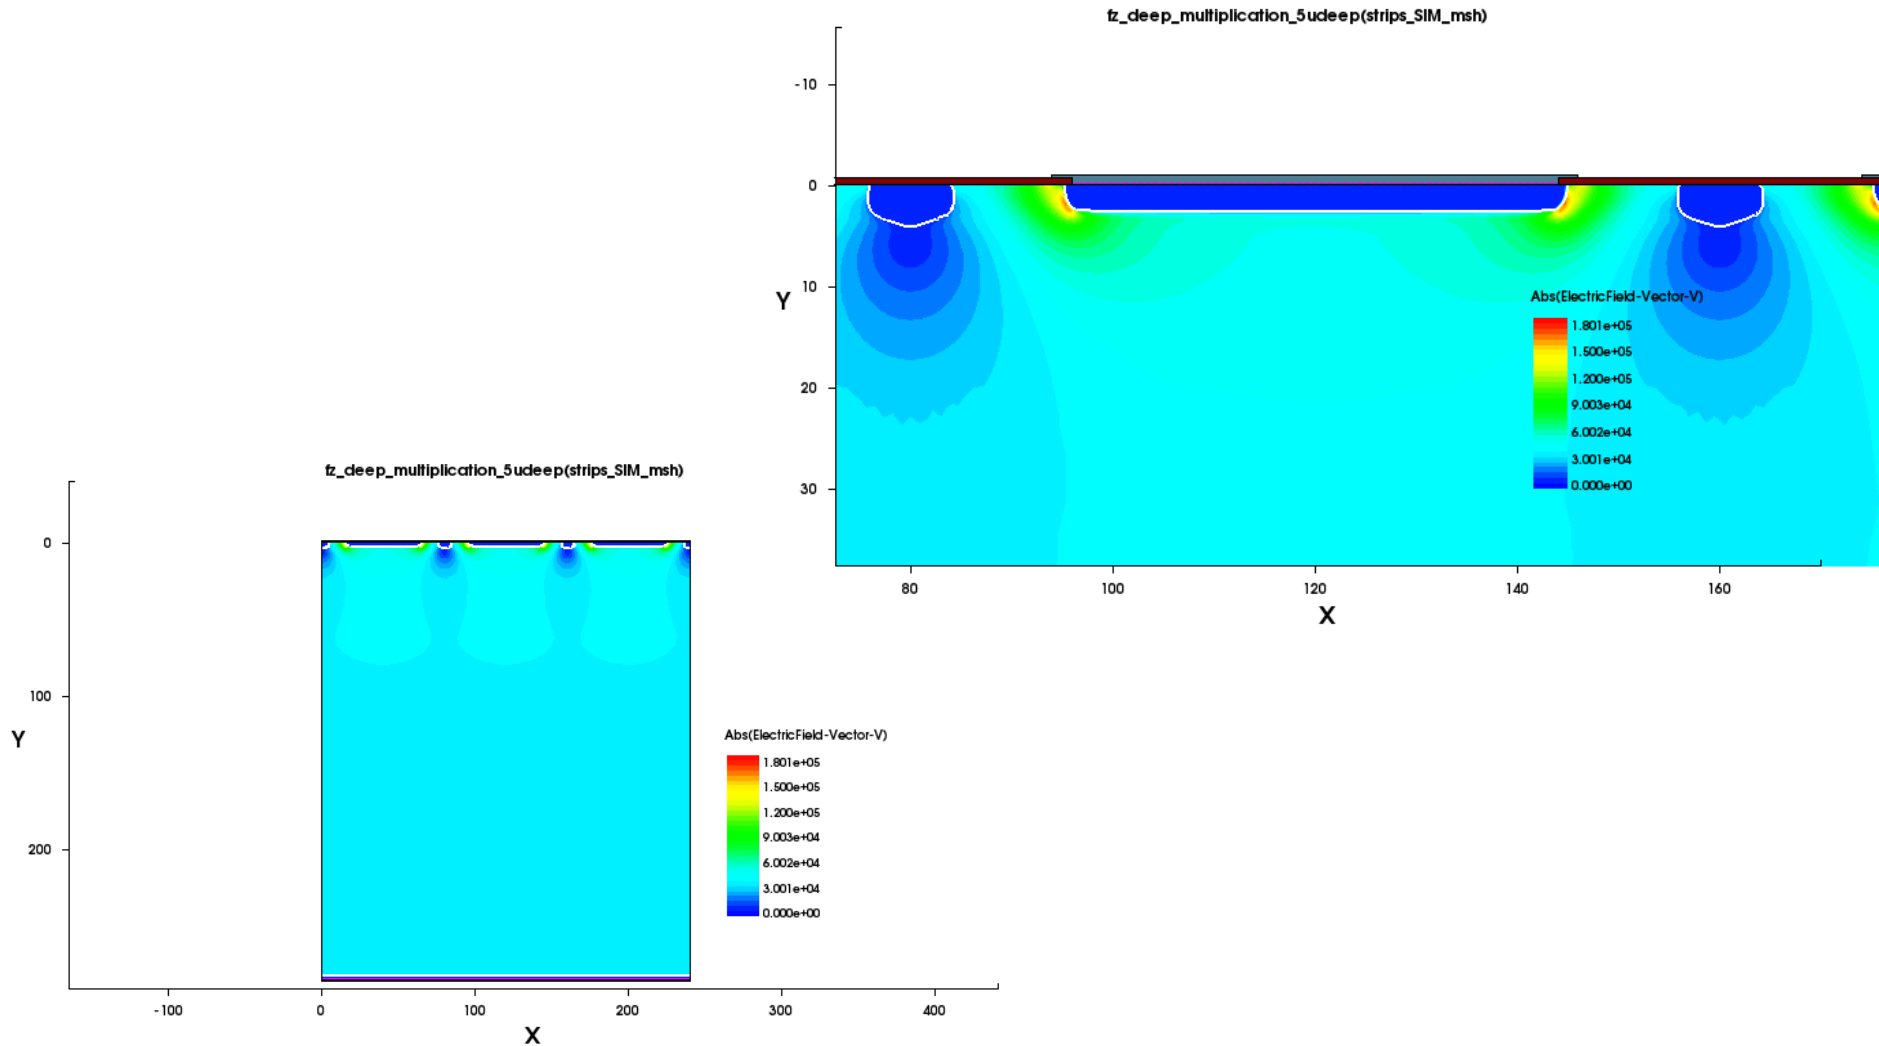 fz_deep_multiplication_5udeep(strips_SIM_msh)
-10
0
10
20
30
Y
Abs(ElectricField-Vector-V)
1.801e+05
1.500e+05
1.200e+05
9.003e+04
6.002e+04
3.001e+04
0.000e+00
80
100
120
140
160
X
fz_deep_multiplication_5udeep(strips_SIM_msh)
0
100
200
Y
Abs(ElectricField-Vector-V)
1.801e+05
1.500e+05
1.200e+05
9.003e+04
6.002e+04
3.001e+04
0.000e+00
-100
0
100
200
300
400
X